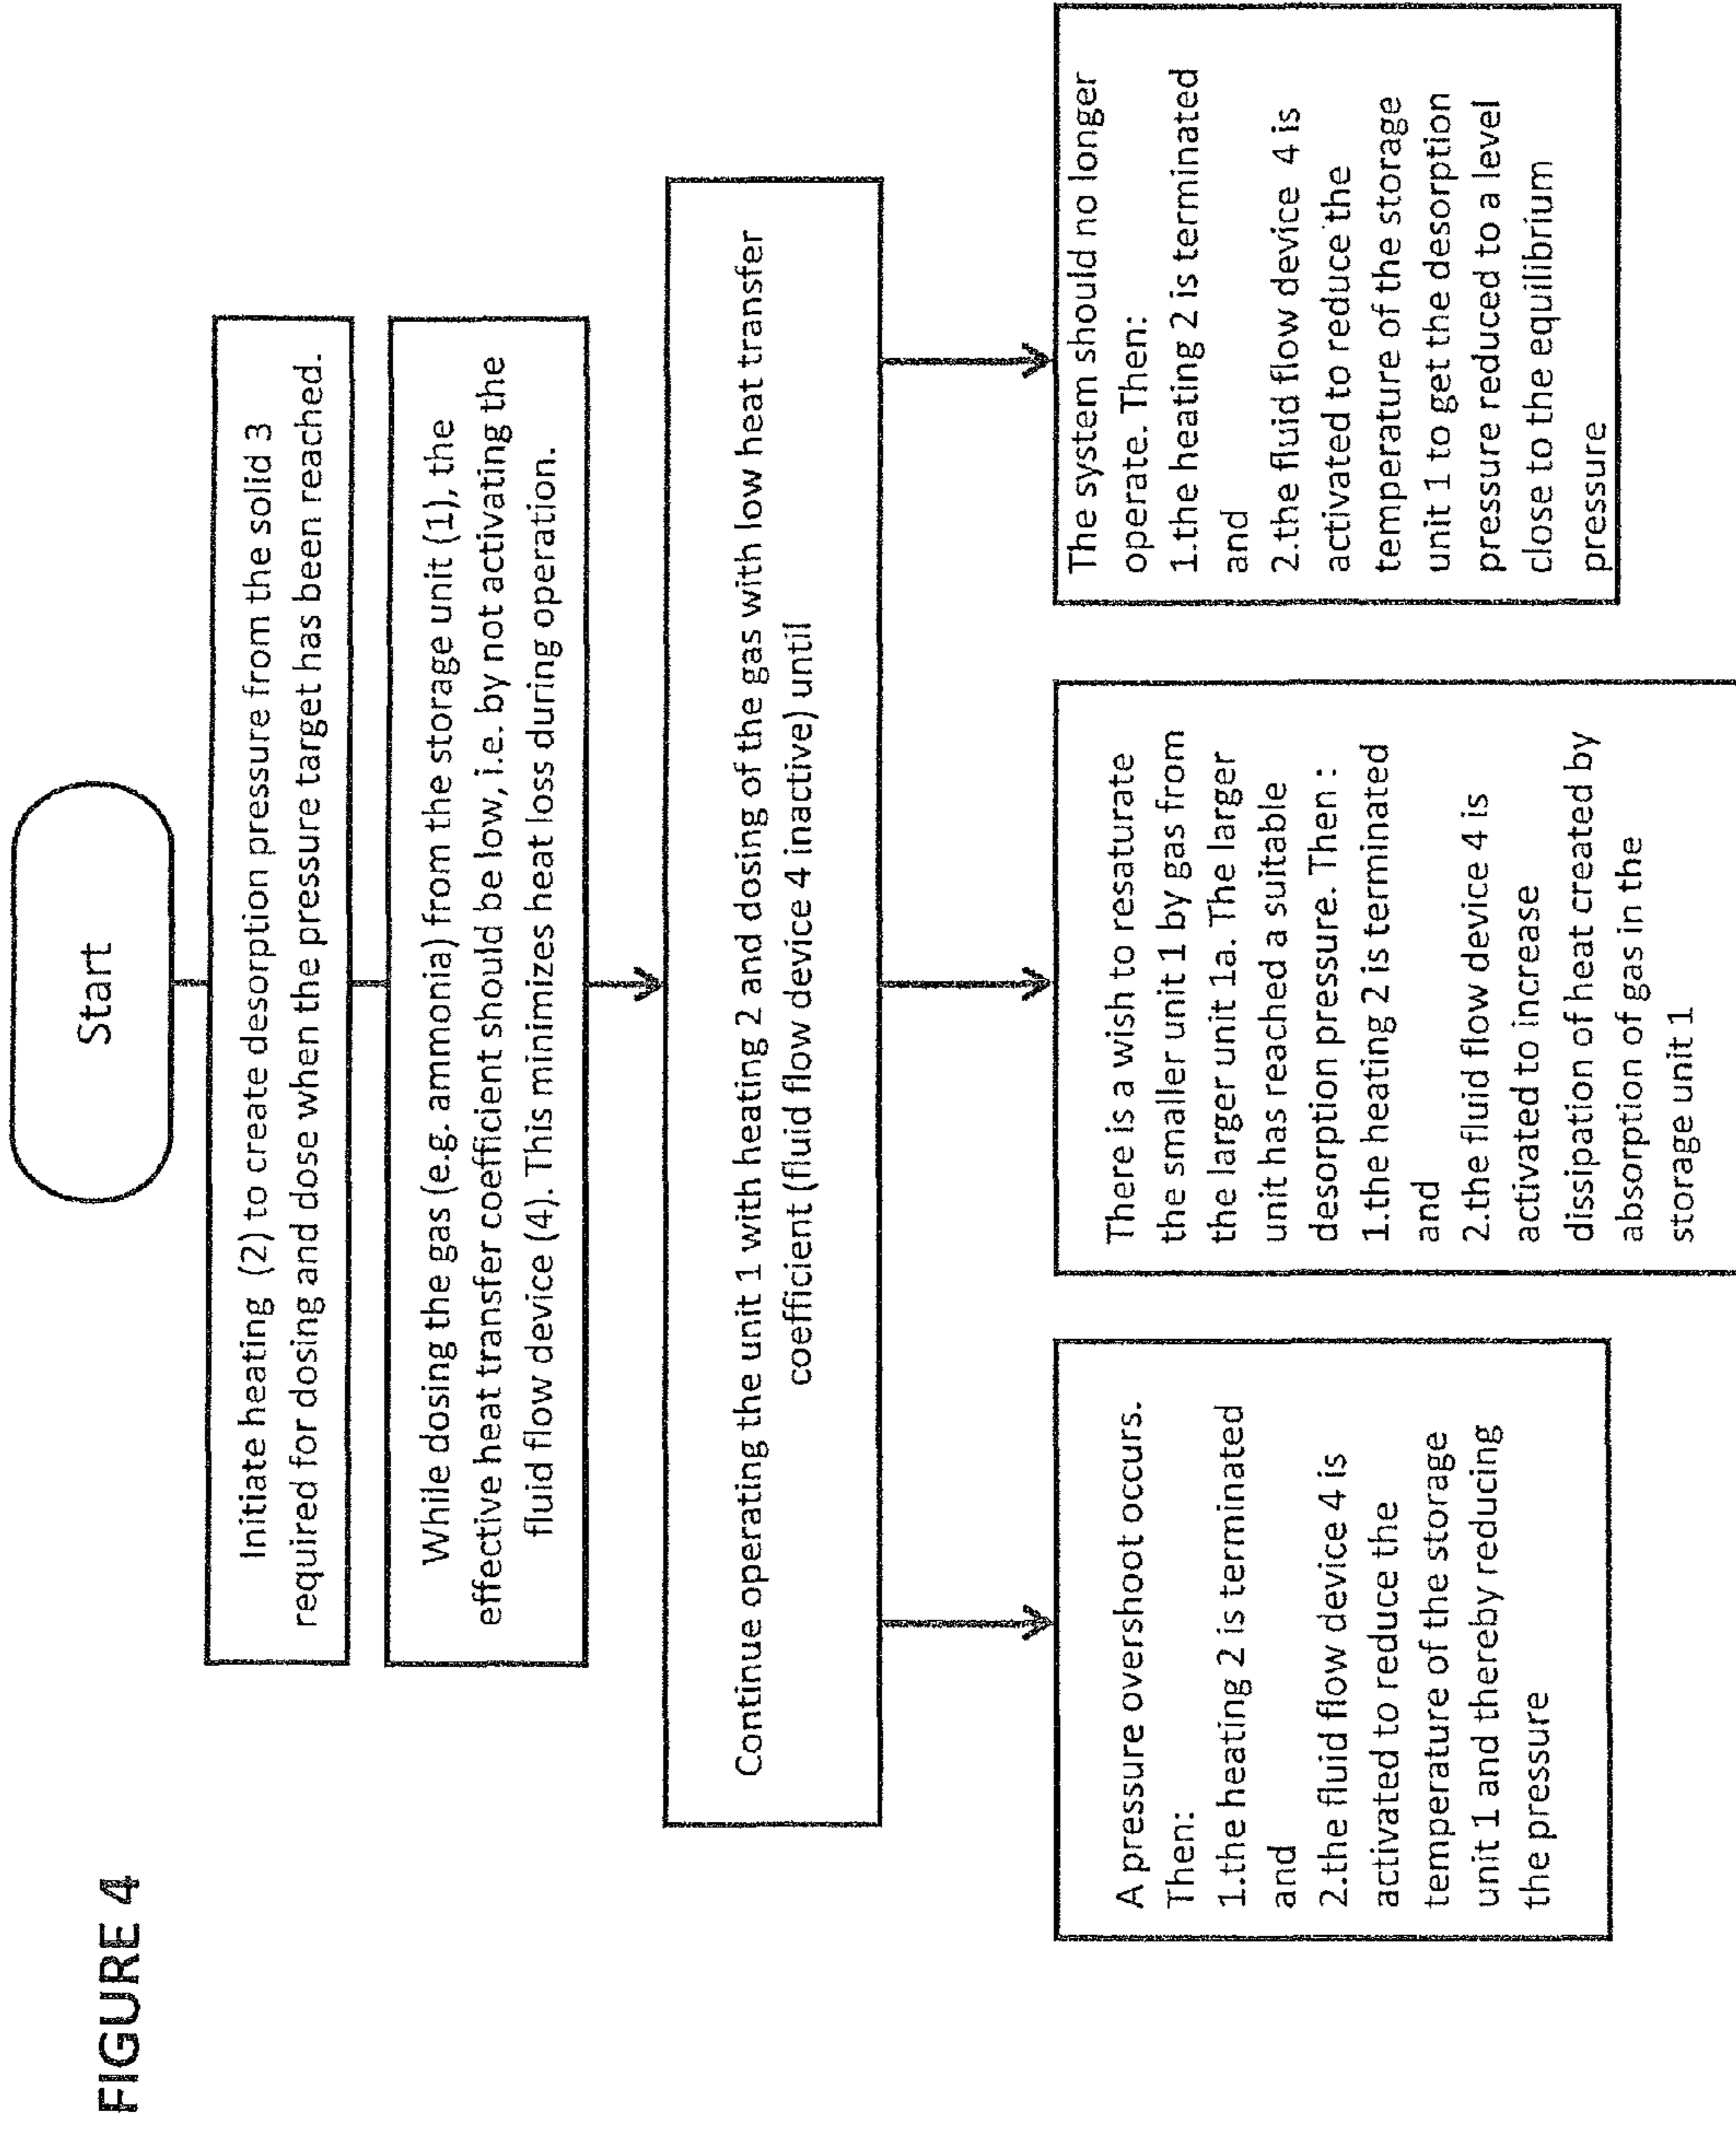 FIGURE 4
Start
Initiate heating (2) to create desorption pressure from the solid 3
required for dosing and dose when the pressure target has been reached.
While dosing the gas (e.g. ammonia) from the storage unit (1), the
effective heat transfer coefficient should be low, i.e. by not activating the
fluid flow device (4). This minimizes heat loss during operation.
Continue operating the unit 1 with heating 2 and dosing of the gas with low heat transfer
coefficient (fluid flow device 4 inactive) until
A pressure overshoot occurs.
Then:
1.the heating 2 is terminated
and
2.the fluid flow device 4 is
activated to reduce the
temperature of the storage
unit 1 and thereby reducing
the pressure
There is a wish to resaturate
the smaller unit 1 by gas from
the larger unit 1a. The larger
unit has reached a suitable
desorption pressure. Then :
1.the heating 2 is terminated
and
2.the fluid flow device 4 is
activated to increase
dissipation of heat created by
absorption of gas in the
storage unit 1
The system should no longer
operate. Then:
1.the heating 2 is terminated
and
2.the fluid flow device 4 is
activated to reduce the
temperature of the storage
unit 1 to get the desorption
pressure reduced to a level
close to the equilibrium
pressure